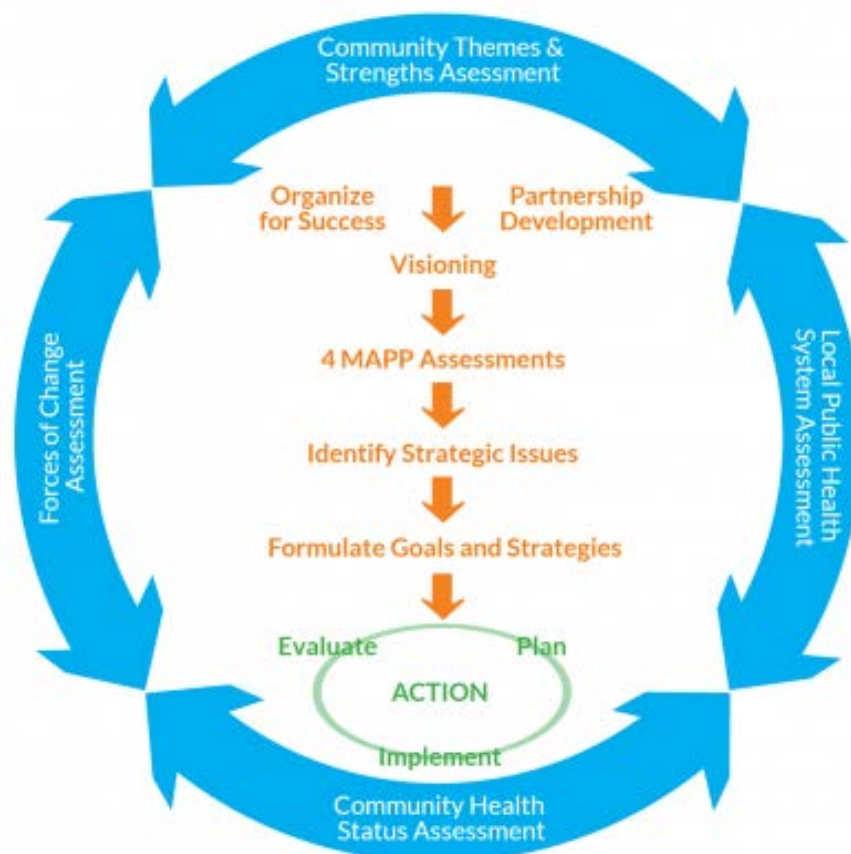 Community Themes &
Strengths Asessment
Organize
for Success
Partnership
Development
Visioning
4 MAPP Assessments
Identify Strategic Issues
Formulate Goals and Strategies
Evaluate
Plan
ACTION
Implement
Forces of Change
Assessment
Local Public Health
System Assessment
Community Health
Status Assessment